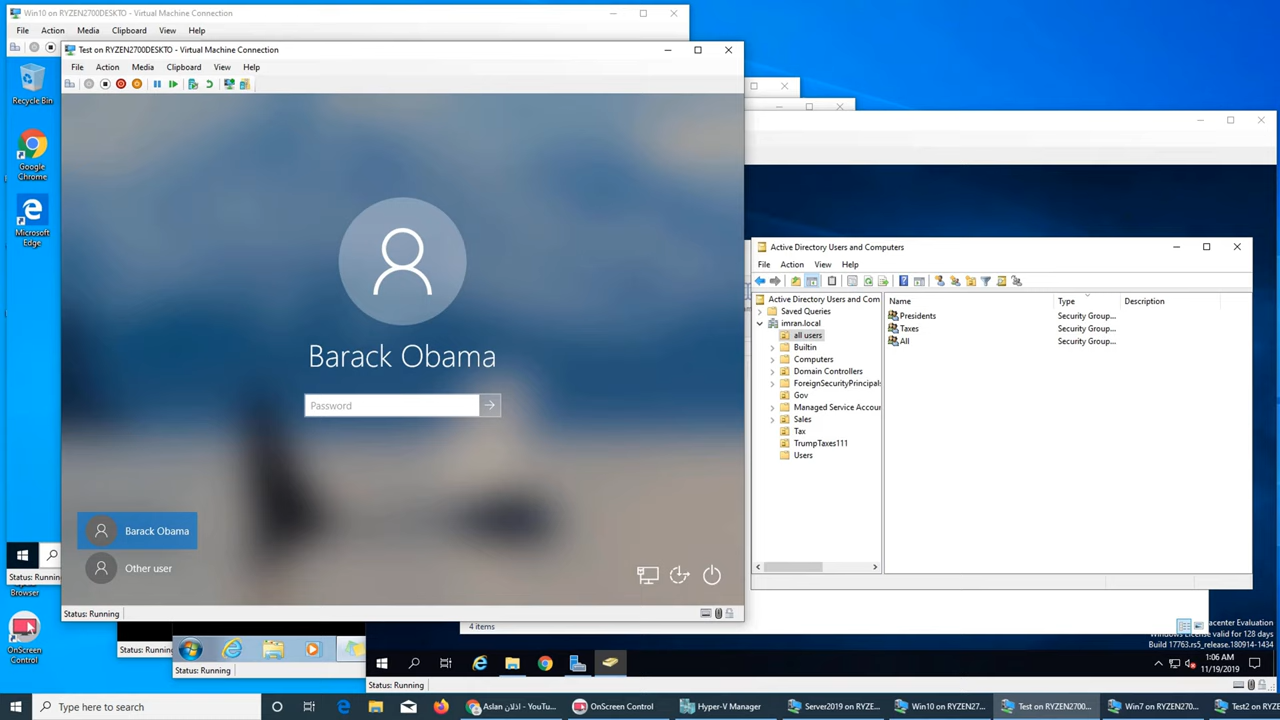 Win10 on RYZEN2700DESKTO - Virtual Machine Connection
File Action Media Clipboard View Help
Test on RYZEN2700DESKTO - Virtual Machine Connection
File Action Media Clipboard View Help
Recycle Bin
Google Chrome
Microsoft Edge
Barack Obama
Password
Barack Obama
Other user
Status: Running
Status: Running
Browser
OnScreen Control
Active Directory Users and Computers
File Action View Help
Active Directory Users and Com
Saved Queries
imran.local
all users
Builtin
Computers
Domain Controllers
ForeignSecurityPrincipals
Gov
Managed Service Accour
Sales
Tax
TrumpTaxes111
Users
Name Type Description
Presidents Security Group...
Taxes Security Group...
All Security Group...
4 items
acenter Evaluation
Windows License valid for 128 days
Build 17763.rs5_release.180914-1434
1:06 AM
11/19/2019
Status: Running
Status: Running
Status: Running
Type here to search
Aslan - اذلان - YouTu...
OnScreen Control
Hyper-V Manager
Server2019 on RYZE...
Win10 on RYZEN27...
Test on RYZEN2700...
Win7 on RYZEN270...
Test2 on RYZEN270